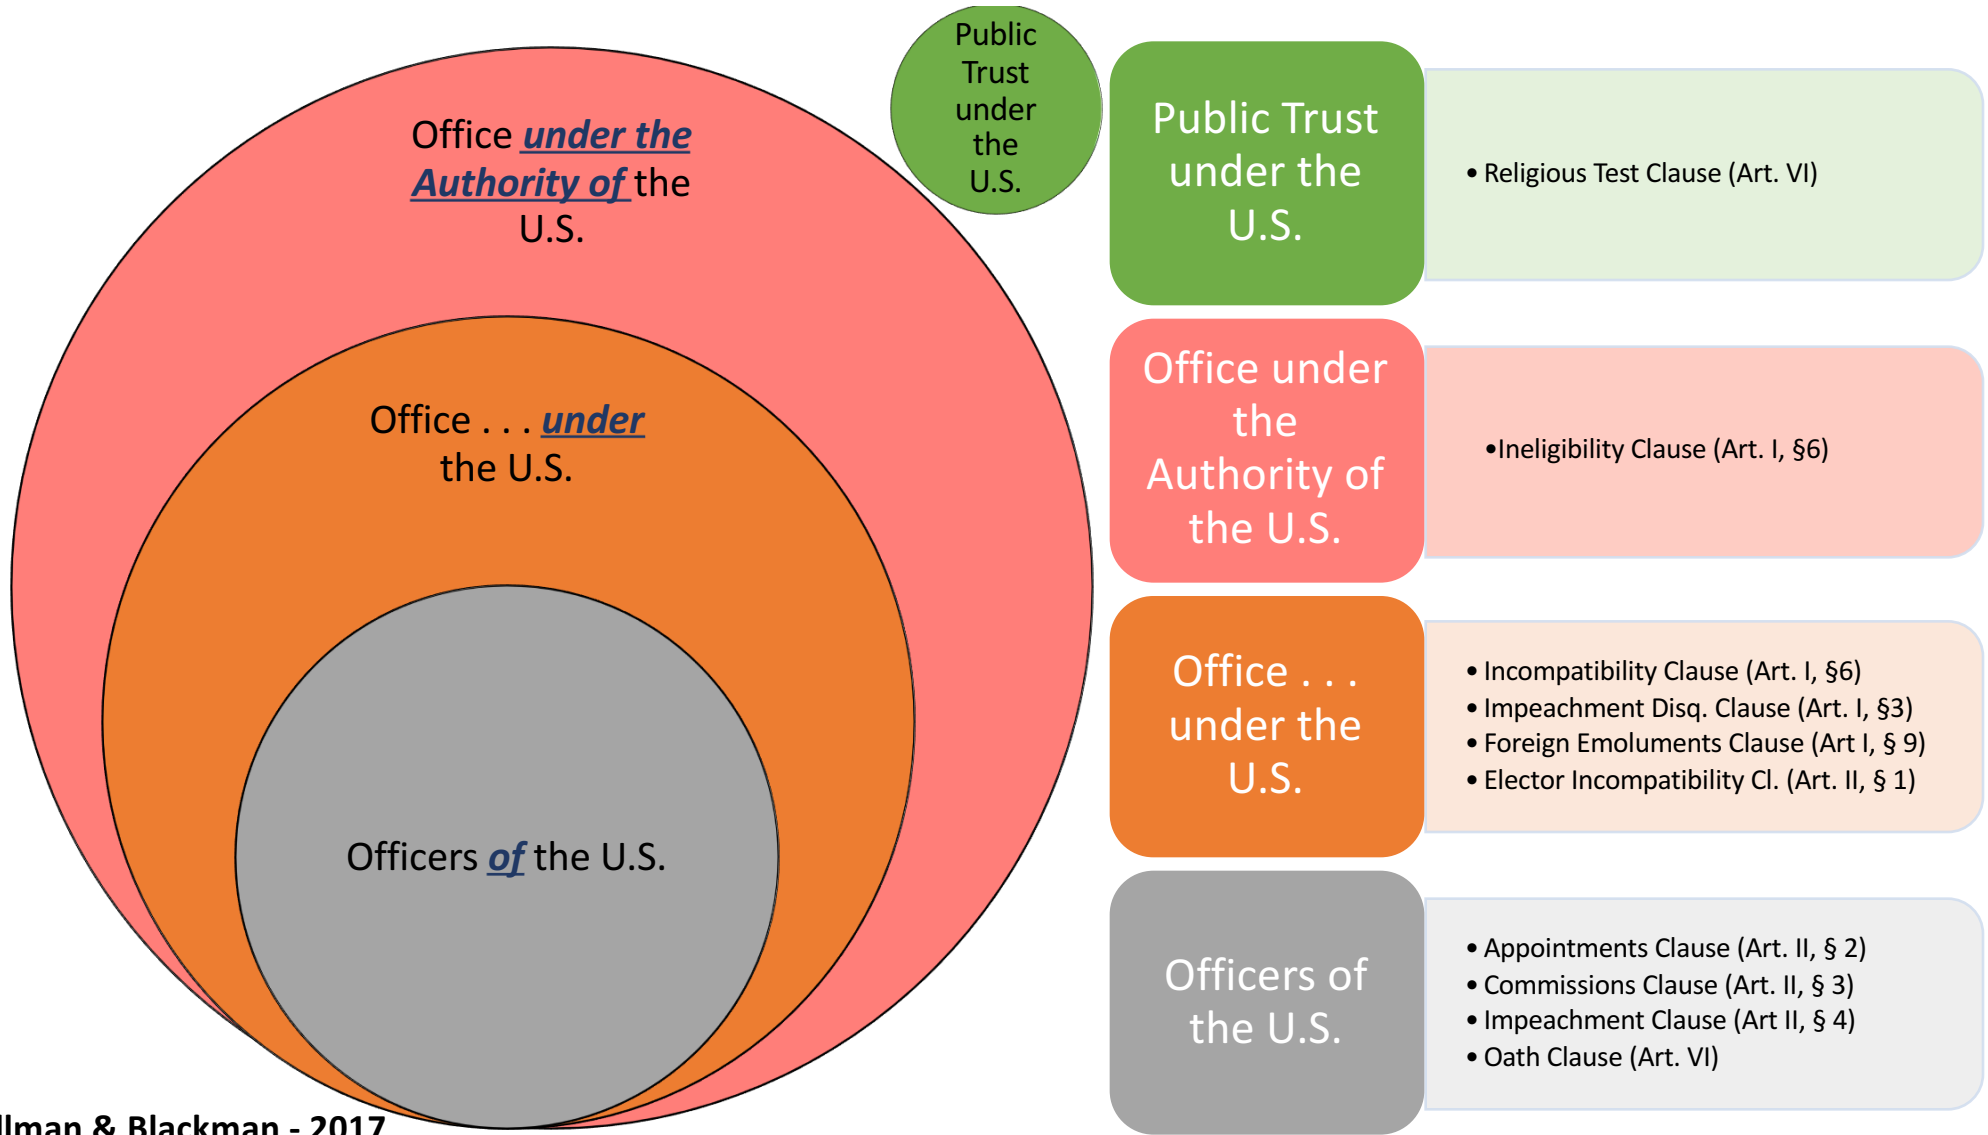 Office under the
Authority of the
U.S.
Office . . . under
the U.S.
Officers of the U.S.
Public
Trust
under
the
U.S.
Public Trust
under the
U.S.
• Religious Test Clause (Art. VI)
Office under
the
Authority of
the U.S.
•Ineligibility Clause (Art. I, §6)
Office . . .
under the
U.S.
• Incompatibility Clause (Art. I, §6)
• Impeachment Disq. Clause (Art. I, §3)
• Foreign Emoluments Clause (Art I, § 9)
• Elector Incompatibility Cl. (Art. II, § 1)
Officers of
the U.S.
• Appointments Clause (Art. II, § 2)
• Commissions Clause (Art. II, § 3)
• Impeachment Clause (Art II, § 4)
• Oath Clause (Art. VI)
& Blackman - 2017